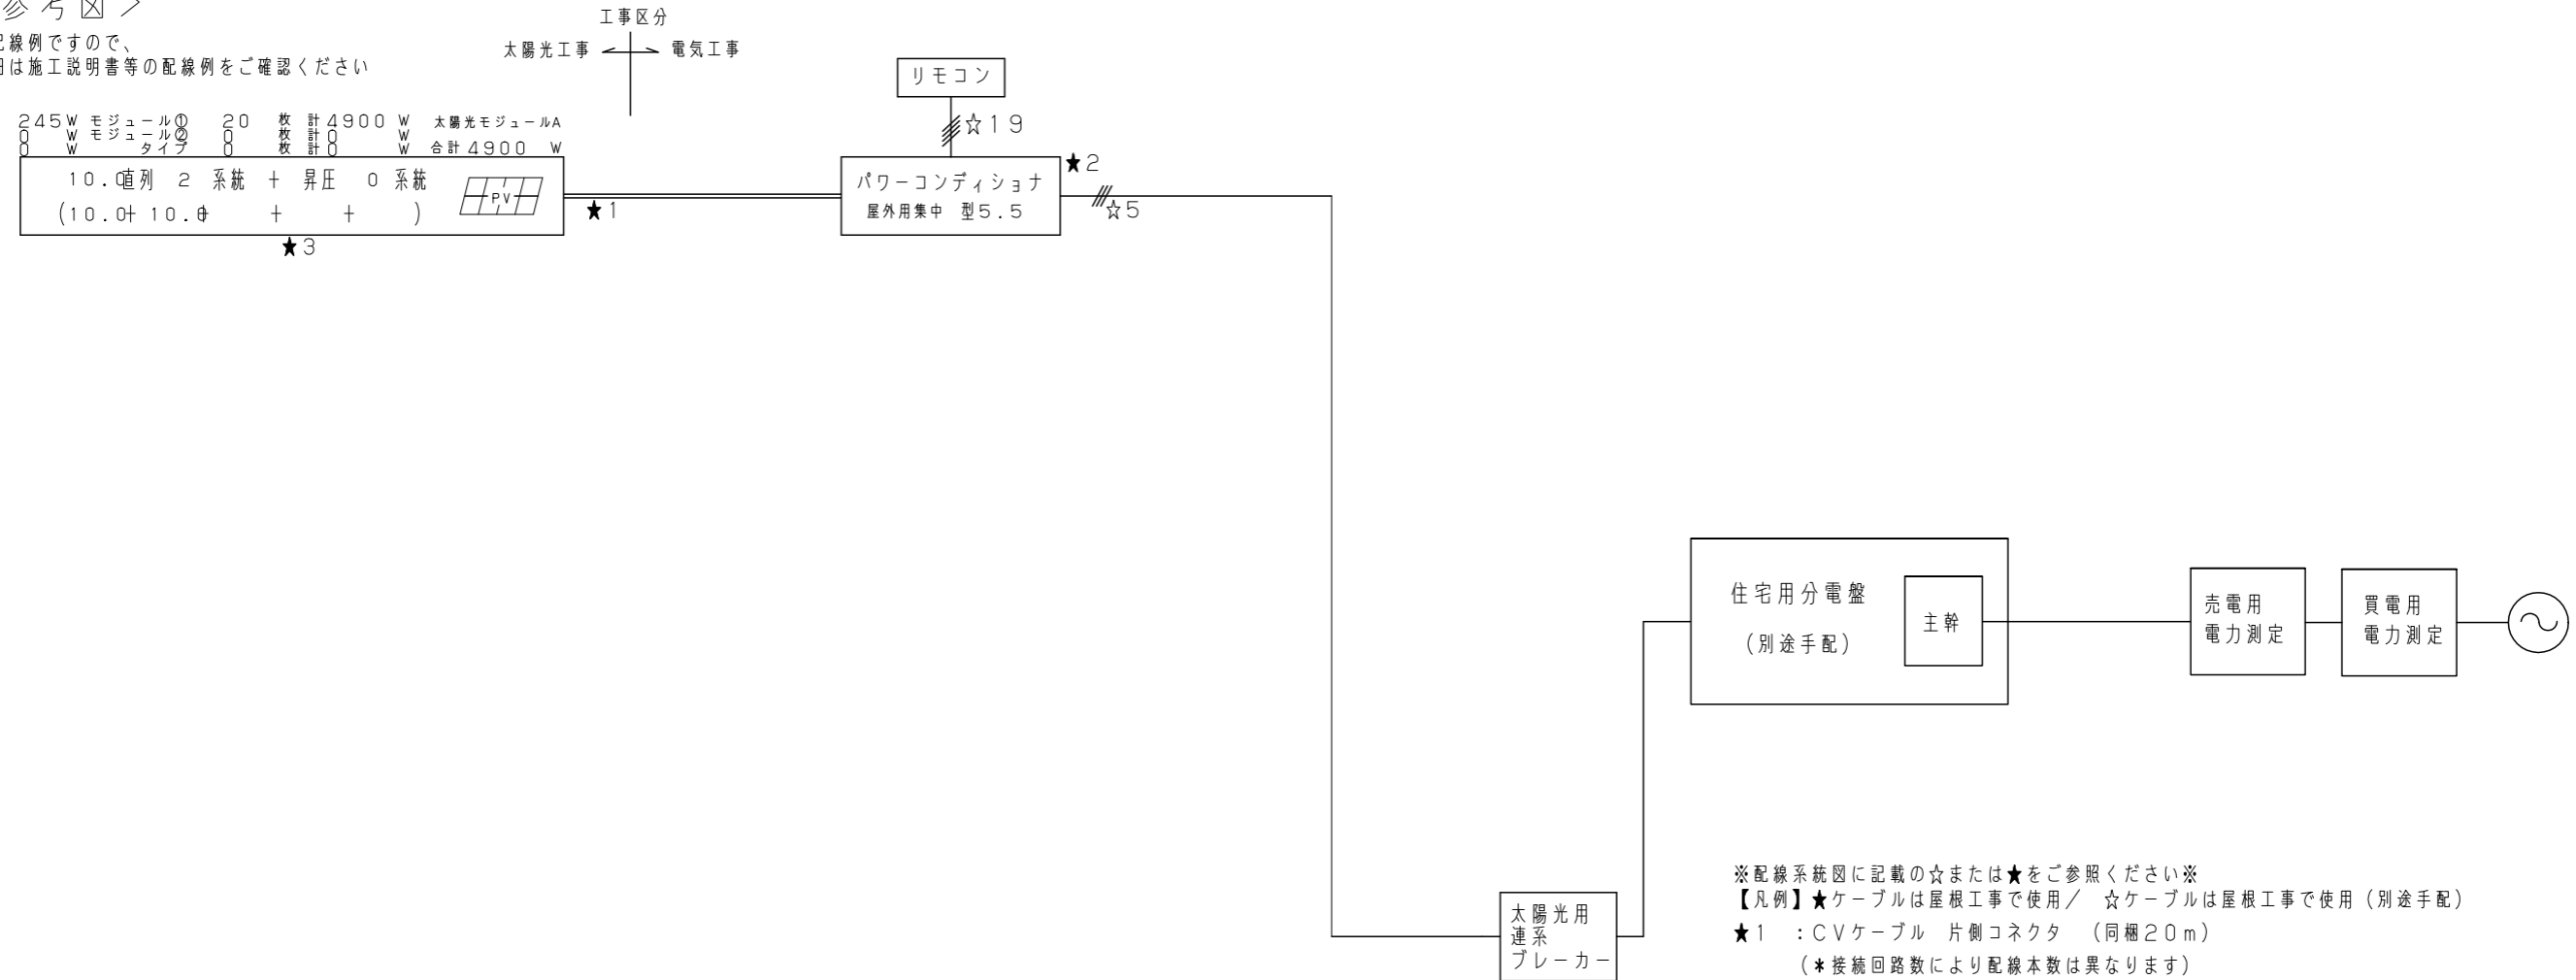 参考図>
配線例ですので、
は施工説明書等の配線例をご確認ください
工事区分
太陽光工事 電気工事
リモコン
☆19
245W モジュール① 20 枚 計4900 W 太陽光モジュールA
0 W モジュール② 0 枚 計0 W
0 W タイプ 0 枚 計0 W 合計 4900 W
10.0直列 2 系統 + 昇圧 0 系統
(10.0+ 10.0+ + + )
PV
★1
★3
パワーコンディショナ
屋外用集中 型5.5
★2
☆5
住宅用分電盤
(別途手配)
主幹
売電用
電力測定
買電用
電力測定
太陽光用
連系
ブレーカー
※配線系統図に記載の☆または★をご参照ください※
【凡例】★ケーブルは屋根工事で使用/ ☆ケーブルは屋根工事で使用(別途手配)
★1 :CVケーブル 片側コネクタ (同梱20m)
(*接続回路数により配線本数は異なります)